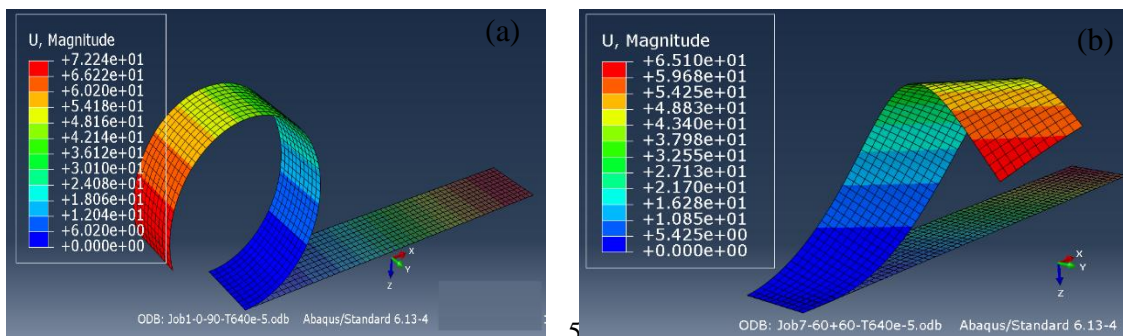 (a)
U, Magnitude
+7.224e+01
+6.622e+01
+6.020e+01
+5.418e+01
+4.816e+01
+4.214e+01
+3.612e+01
+3.010e+01
+2.408e+01
+1.806e+01
+1.204e+01
+6.020e+00
+0.000e+00
X
Y
Z
ODB: Job1-0-90-T640e-5.odb Abaqus/Standard 6.13-4
5
(b)
U, Magnitude
+6.510e+01
+5.968e+01
+5.425e+01
+4.883e+01
+4.340e+01
+3.798e+01
+3.255e+01
+2.713e+01
+2.170e+01
+1.628e+01
+1.085e+01
+5.425e+00
+0.000e+00
X
Y
Z
ODB: Job7-60+60-T640e-5.odb Abaqus/Standard 6.13-4